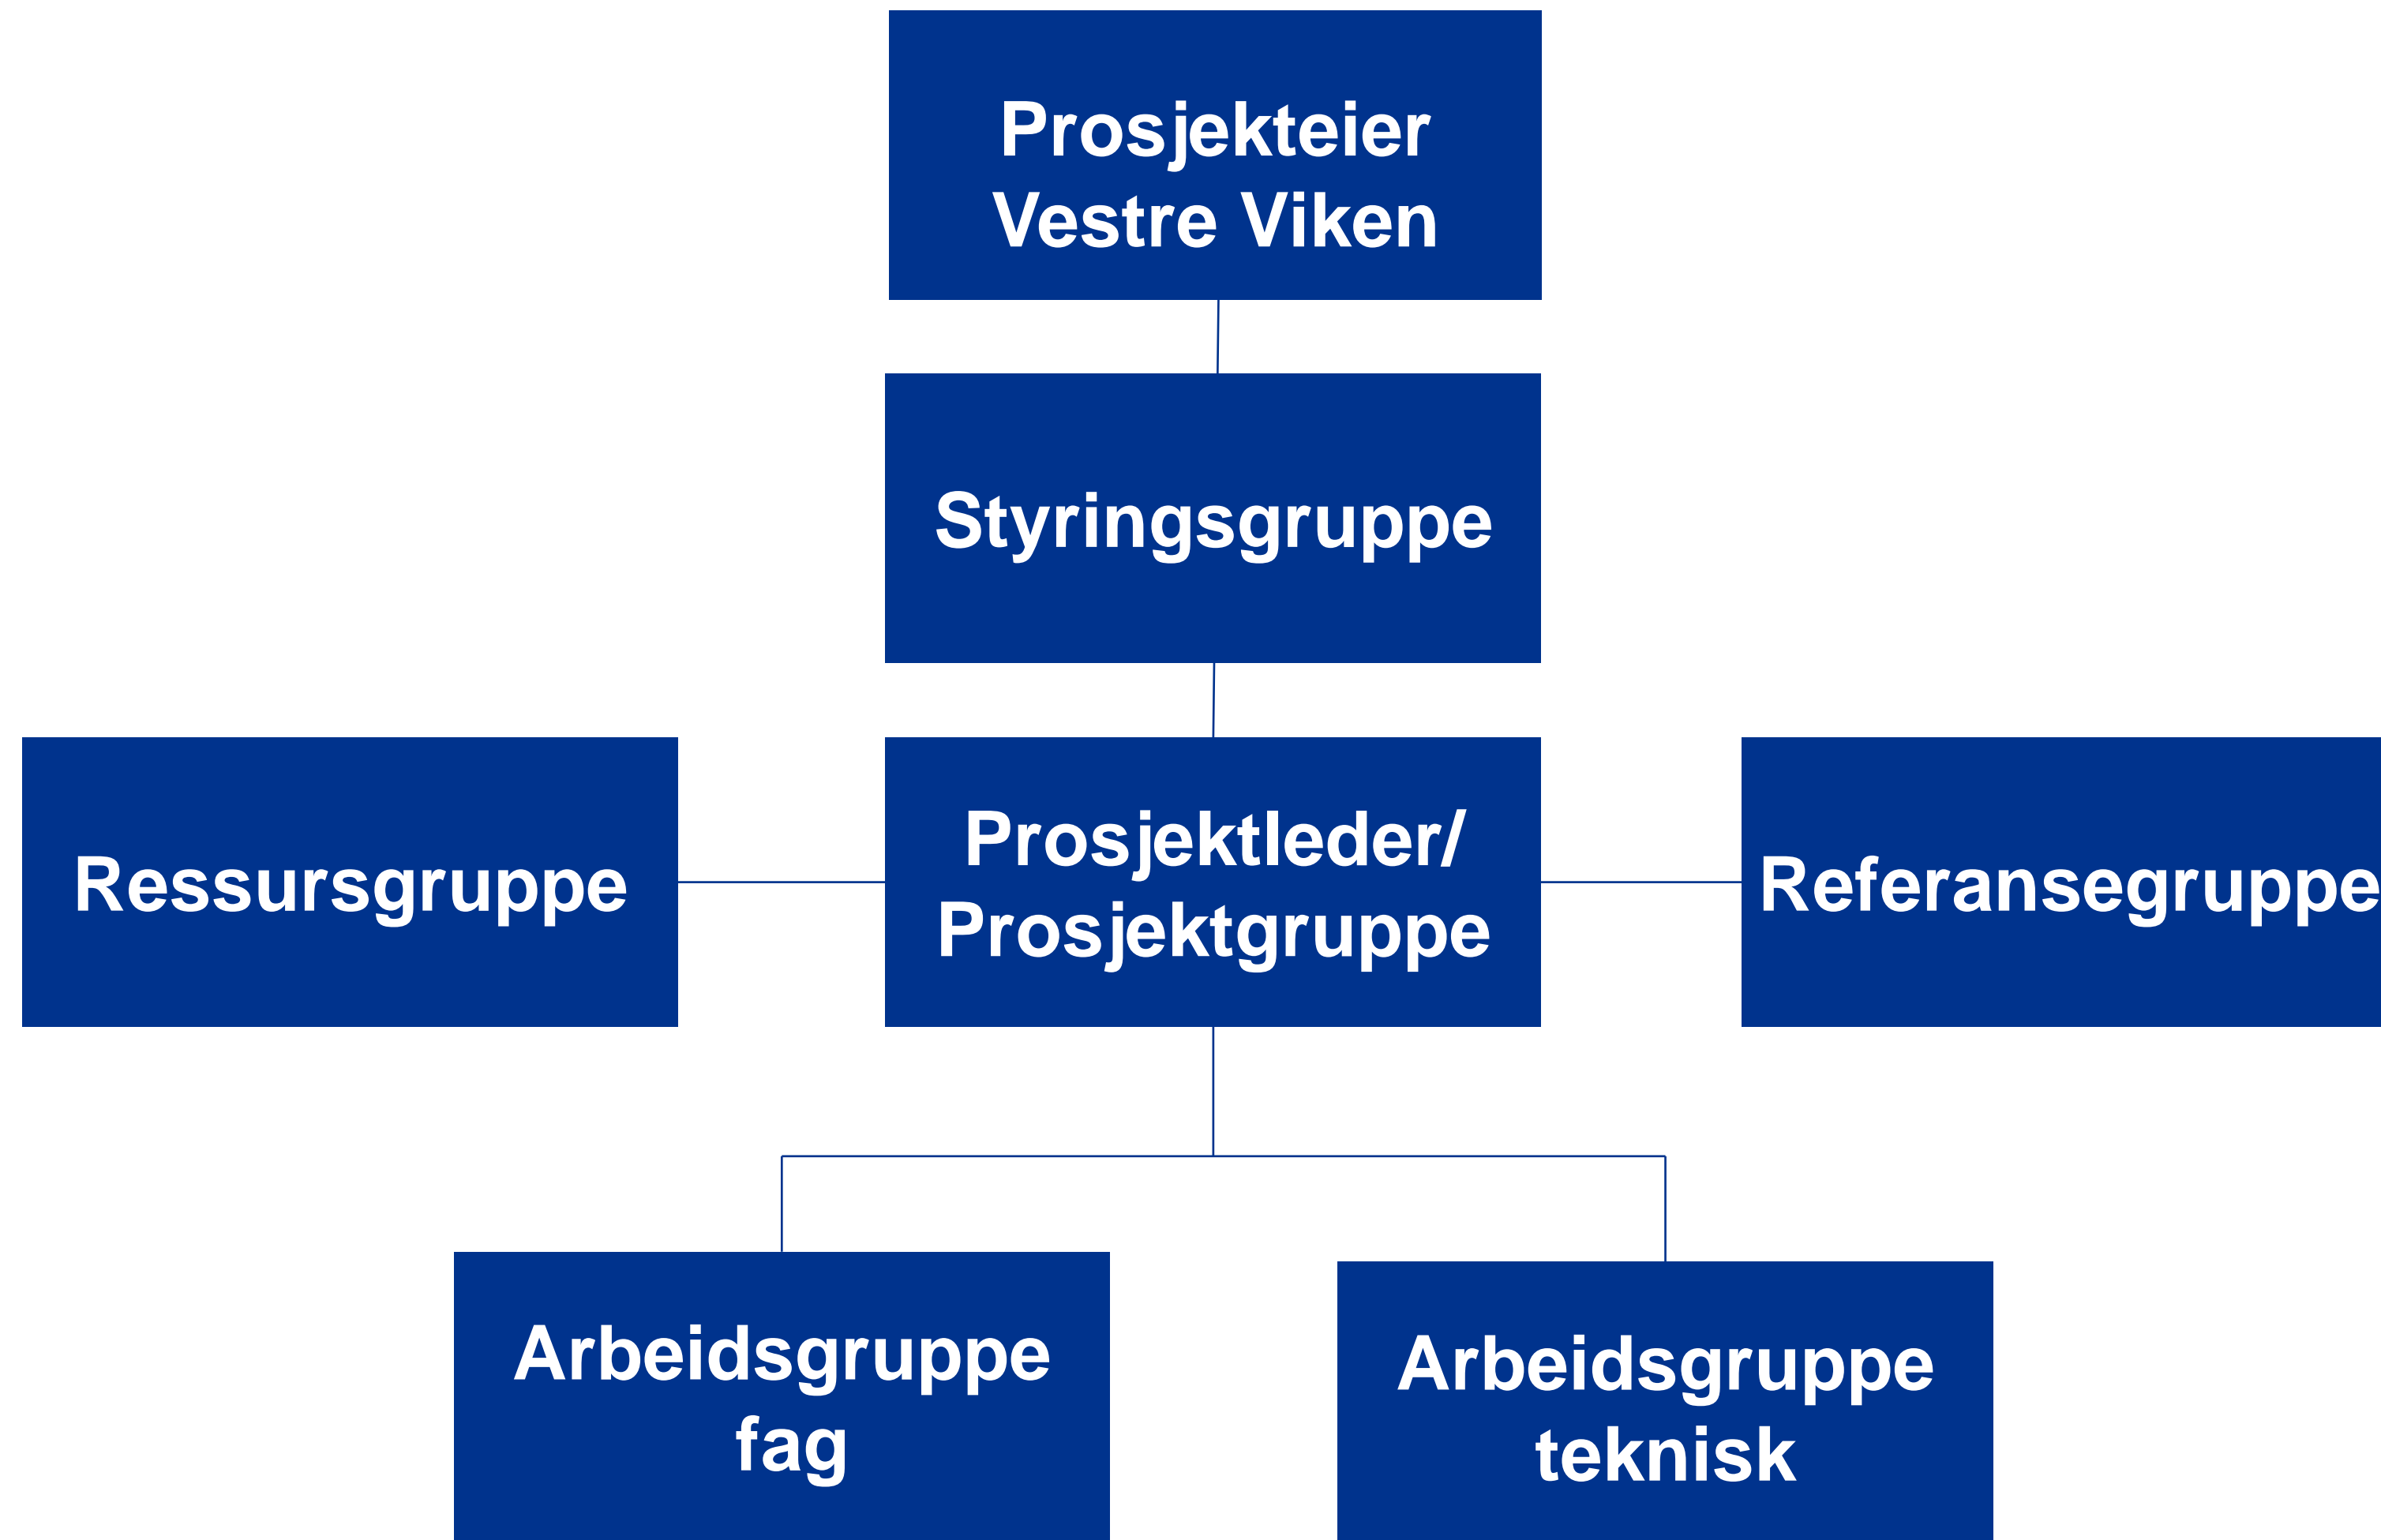 Prosjekteier
Vestre Viken
Styringsgruppe
Ressursgruppe
Prosjektleder/
Prosjektgruppe
Referansegruppe
Arbeidsgruppe
fag
Arbeidsgruppe
teknisk